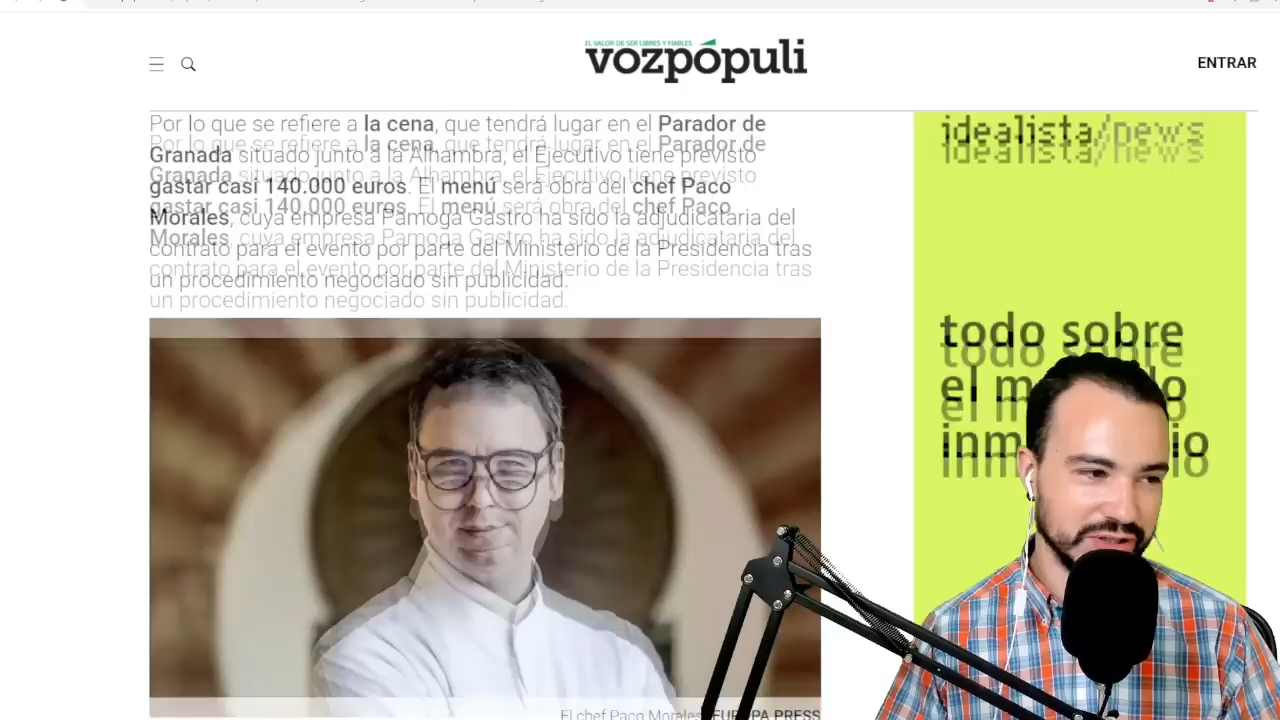 EL VALOR DE SER LIBRES Y FIABLES
vozpópuli
ENTRAR
Por lo que se refiere a la cena, que tendrá lugar en el Parador de
Granada situado junto a la Alhambra, el Ejecutivo tiene previsto
gastar casi 140.000 euros. El menú será obra del chef Paco
Morales, cuya empresa Pamoga Gastro ha sido la adjudicataria del
contrato para el evento por parte del Ministerio de la Presidencia tras
un procedimiento negociado sin publicidad.
idealista/news
todo sobre
el
El chef Paco Morales EUROPA PRESS